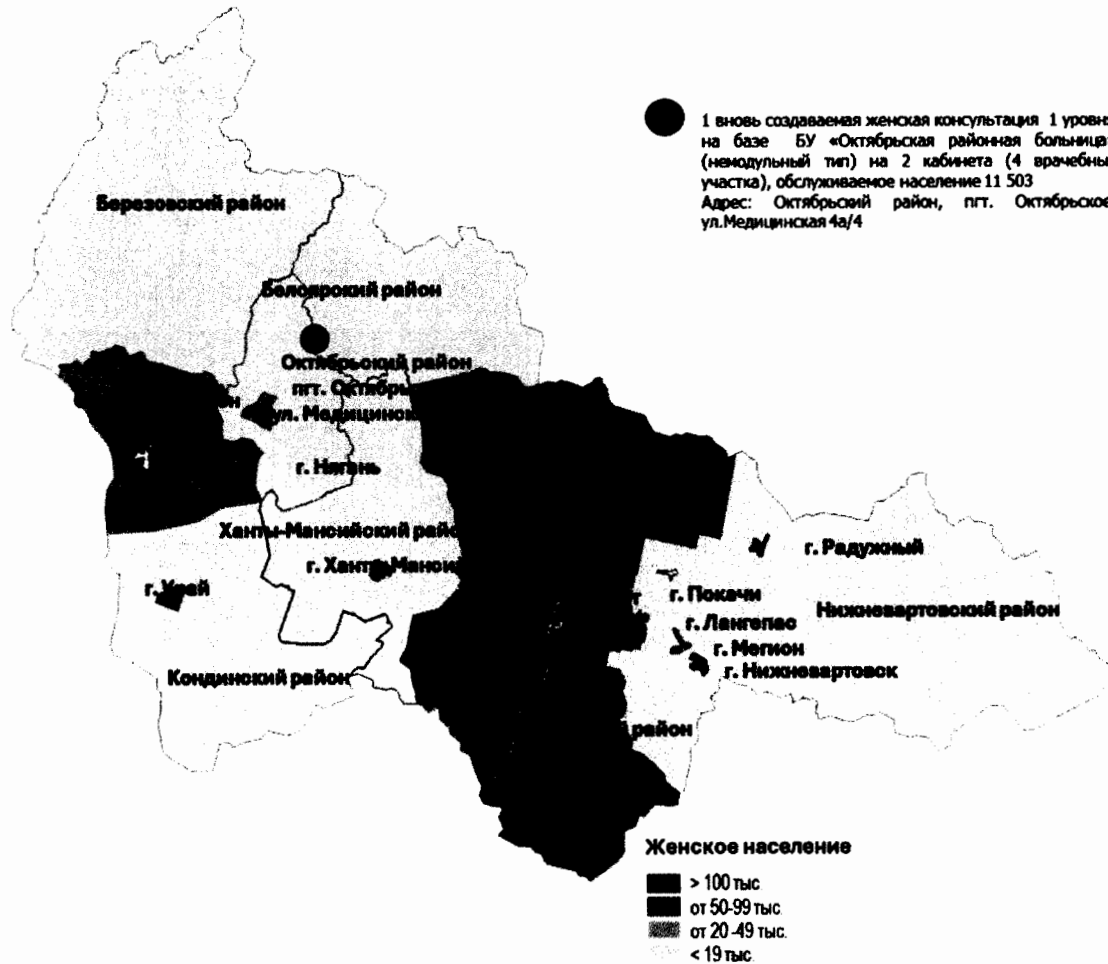 1 вновь создаваемая женская консультация 1 уровня
на базе БУ «Октябрьская районная больница»
(немодульный тип) на 2 кабинета (4 врачебных
участка), обслуживаемое население 11 503
Адрес: Октябрьский район, пгт. Октябрьское
ул.Медицинская 4а/4
Березовский район
Белоярский район
Октябрьский район
пгт. Октябрь
ул. Медицинск
г. Нягань
Ханты-Мансийский райо
г. Ханты-Манси
г. Урай
Кондинский район
г. Радужный
г. Покачи
Нижневартовский район
г. Лангепас
г. Мегион
г. Нижневартовск
район
Женское население
> 100 тыс.
от 50-99 тыс.
от 20 -49 тыс.
< 19 тыс.